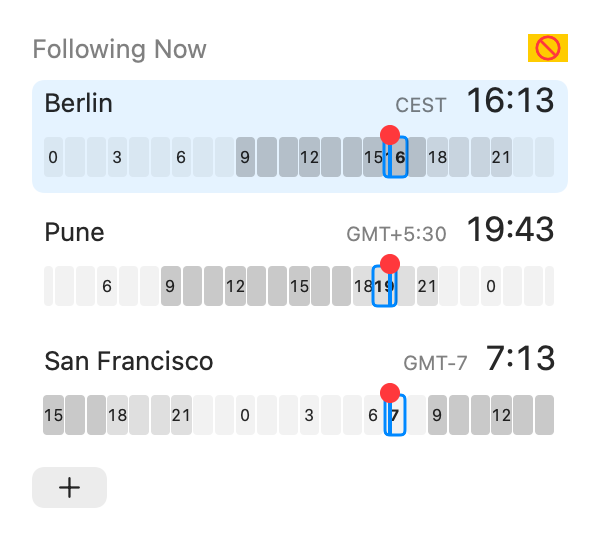 Following Now
Berlin CEST 16:13
0 3 6 9 12 15 16 18 21
Pune GMT+5:30 19:43
6 9 12 15 18 19 21 0
San Francisco GMT-7 7:13
15 18 21 0 3 6 7 9 12
+